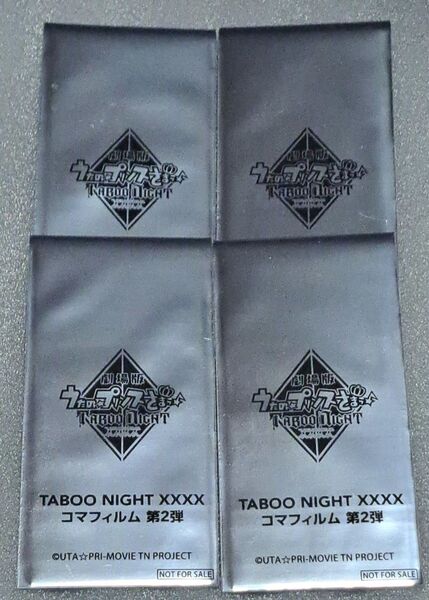 劇場版
うたの☆プリンスさまっ♪
TABOO NIGHT
XXXX
劇場版
うたの☆プリンスさまっ♪
TABOO NIGHT
XXXX
劇場版
うたの☆プリンスさまっ♪
TABOO NIGHT
XXXX
TABOO NIGHT XXXX
コマフィルム 第2弾
©UTA☆PRI-MOVIE TN PROJECT
NOT FOR SALE
劇場版
うたの☆プリンスさまっ♪
TABOO NIGHT
XXXX
TABOO NIGHT XXXX
コマフィルム 第2弾
©UTA☆PRI-MOVIE TN PROJECT
NOT FOR SALE